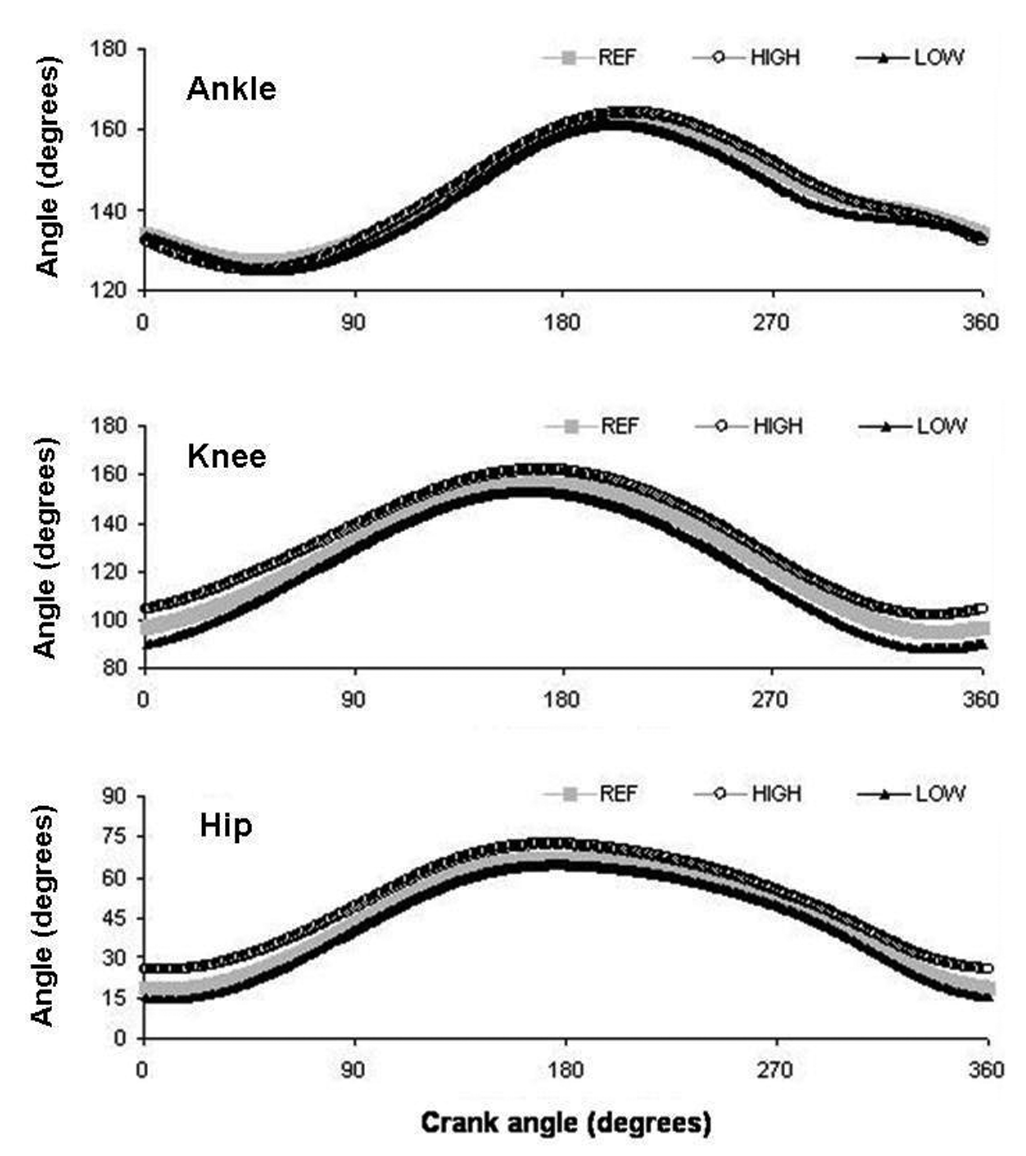 180
REF HIGH LOW
Ankle
160
140
120
Angle (degrees)
0 90 180 270 360
180
REF HIGH LOW
Knee
160
140
120
100
80
Angle (degrees)
0 90 180 270 360
90
REF HIGH LOW
Hip
75
60
45
30
15
0
Angle (degrees)
0 90 180 270 360
Crank angle (degrees)